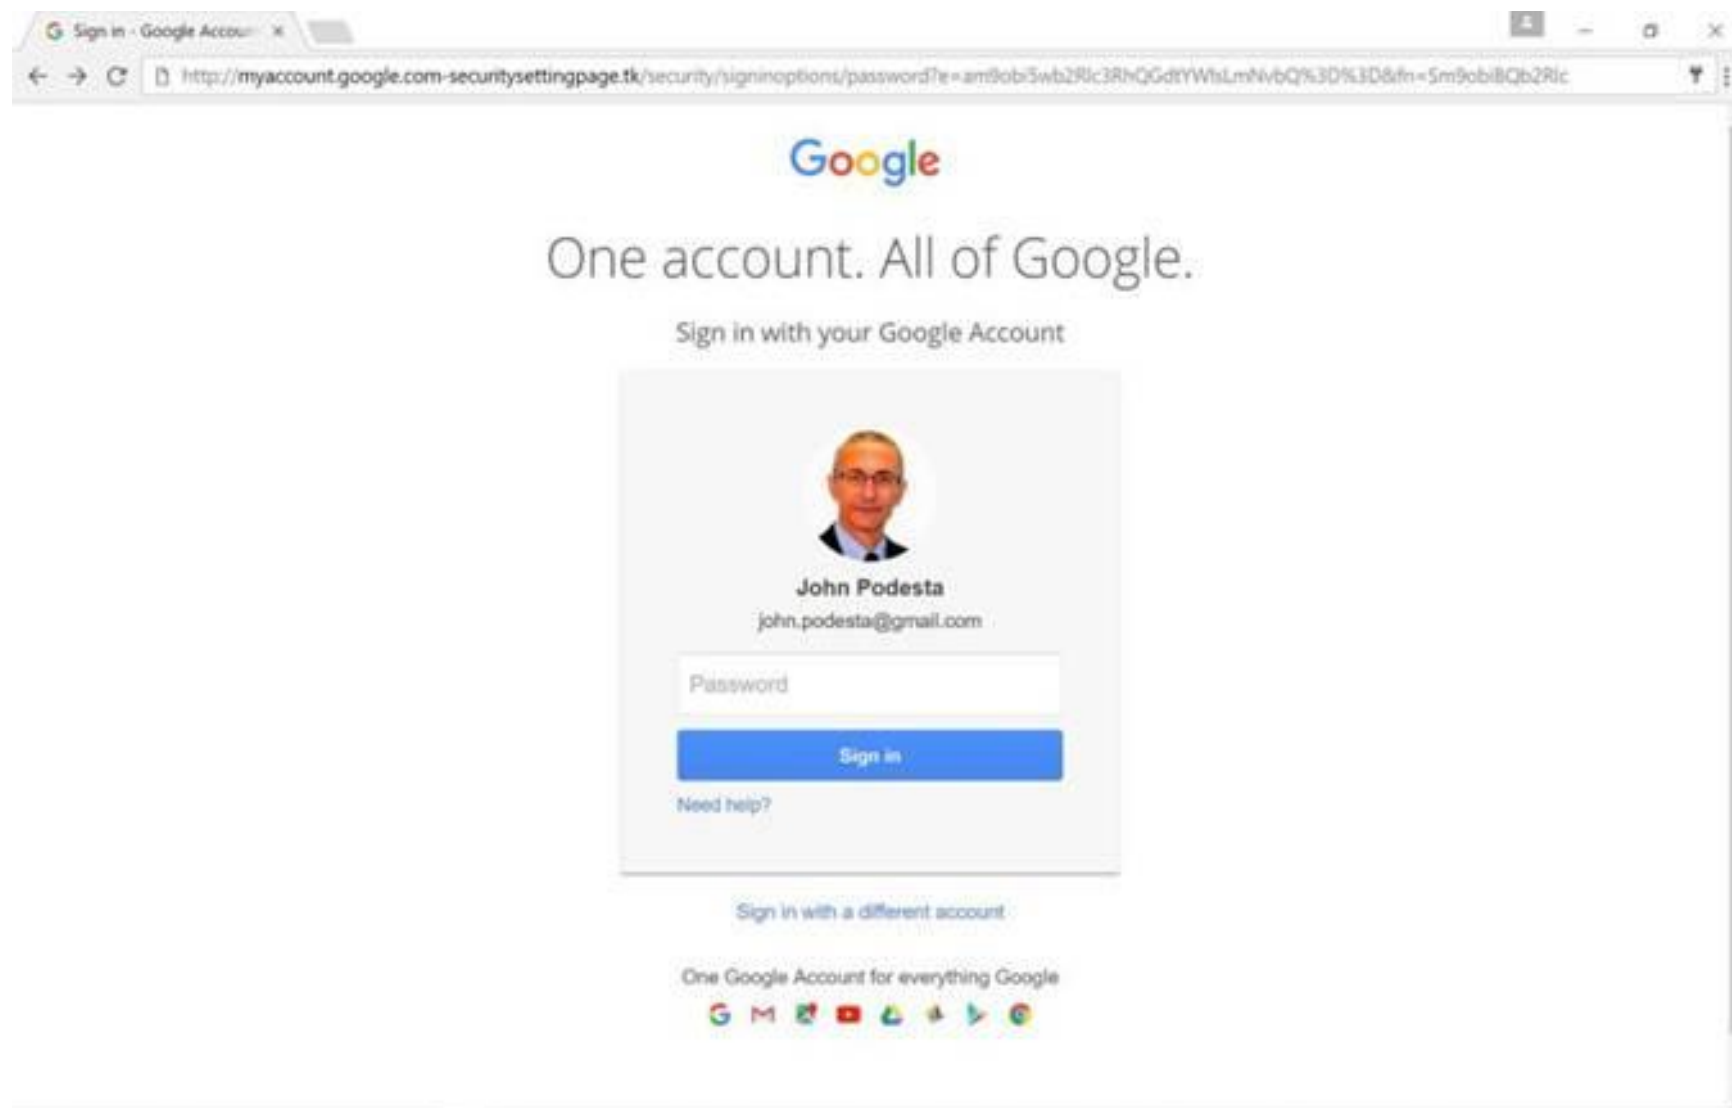 Sign in - Google Accoun
http://myaccount.google.com-securitysettingpage.tk/security/signinoptions/password?e=am9obi5wb2Rlc3RhQGdtYWlsLmNvbQ%3D%3D&fn=Sm9obiBQb2Rlc
Google
One account. All of Google.
Sign in with your Google Account
John Podesta
john.podesta@gmail.com
Password
Sign in
Need help?
Sign in with a different account
One Google Account for everything Google